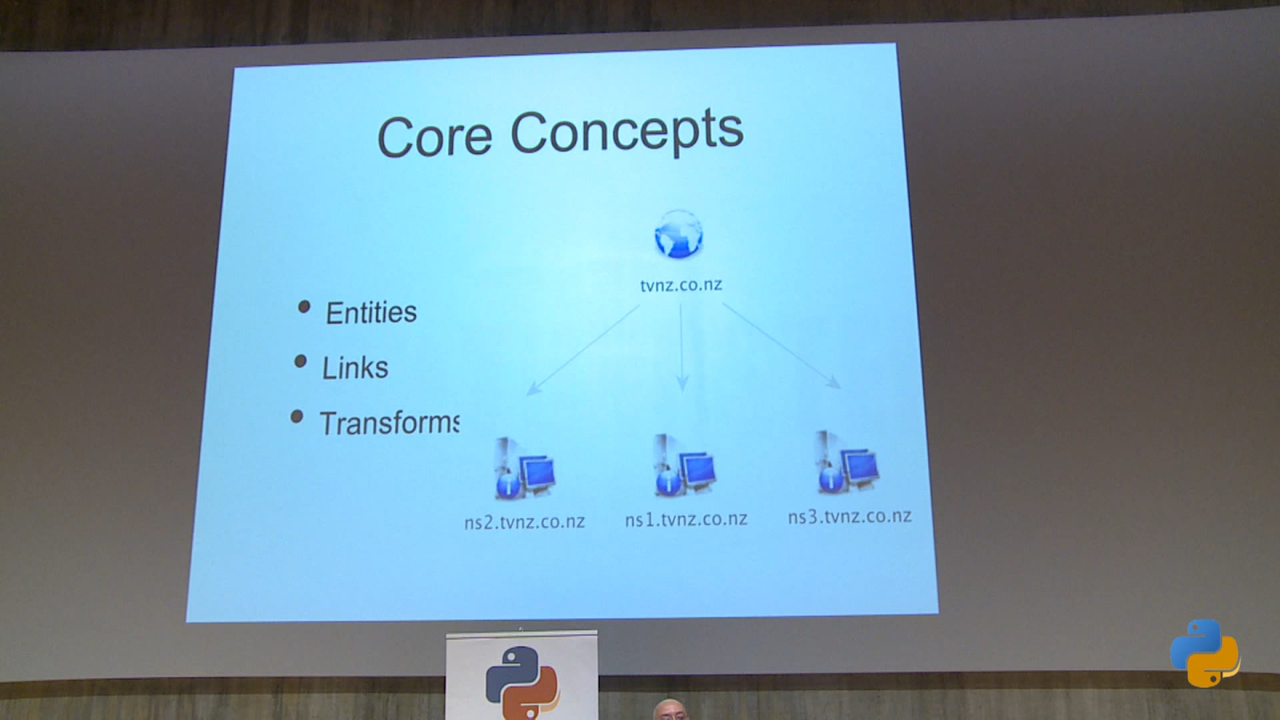 Core Concepts
tvnz.co.nz
• Entities
• Links
• Transforms
ns2.tvnz.co.nz
ns1.tvnz.co.nz
ns3.tvnz.co.nz